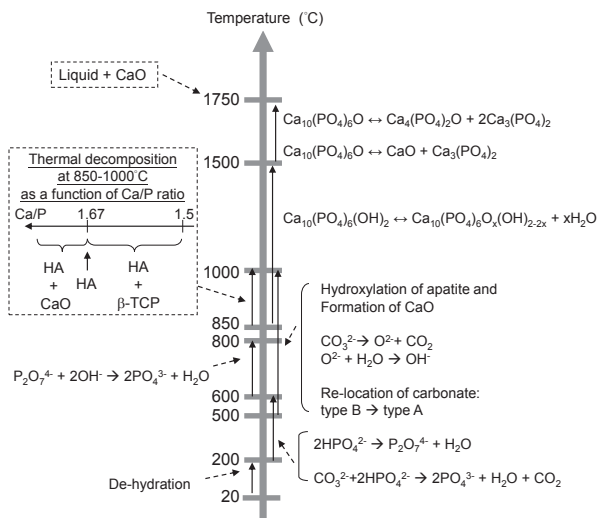 Temperature (°C)
Liquid + CaO
1750
Ca₁₀(PO₄)₆O ↔ Ca₄(PO₄)₂O + 2Ca₃(PO₄)₂
Ca₁₀(PO₄)₆O ↔ CaO + Ca₃(PO₄)₂
1500
Thermal decomposition
at 850-1000°C
as a function of Ca/P ratio
Ca/P 1.67 1.5
HA
+
CaO
HA
HA
+
β-TCP
Ca₁₀(PO₄)₆(OH)₂ ↔ Ca₁₀(PO₄)₆Oₓ(OH)₂₋₂ₓ + xH₂O
1000
850
800
600
500
200
20
Hydroxylation of apatite and
Formation of CaO
CO₃²⁻→ O²⁻+ CO₂
O²⁻ + H₂O → OH⁻
Re-location of carbonate:
type B → type A
P₂O₇⁴⁻ + 2OH⁻ → 2PO₄³⁻ + H₂O
2HPO₄²⁻ → P₂O₇⁴⁻ + H₂O
CO₃²⁻+2HPO₄²⁻ → 2PO₄³⁻ + H₂O + CO₂
De-hydration